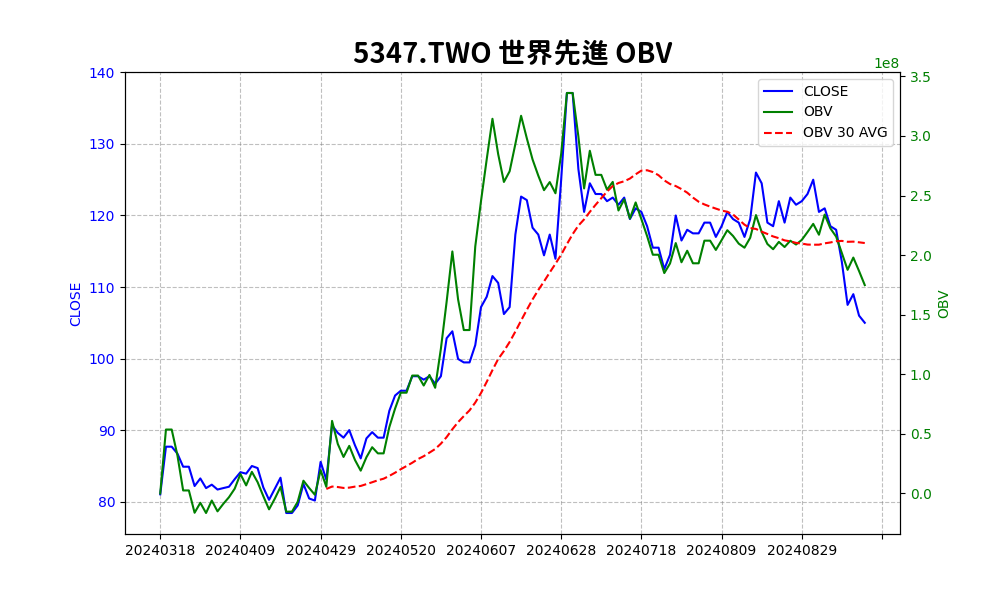 5347.TWO 世界先進 OBV
1e8
140
130
120
110
100
90
80
CLOSE
3.5
3.0
2.5
2.0
1.5
1.0
0.5
0.0
OBV
CLOSE
OBV
OBV 30 AVG
20240318 20240409 20240429 20240520 20240607 20240628 20240718 20240809 20240829